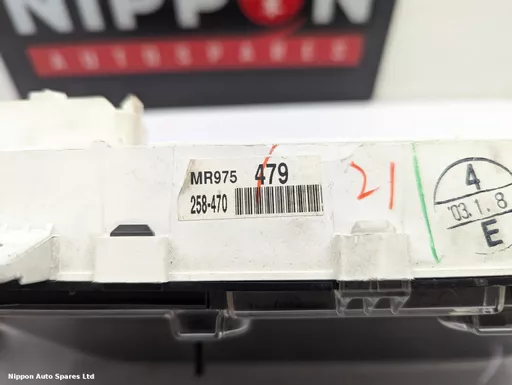 NIPPON
AUTOSPARES
MR975 479
258-470
21
4
'03.1.8
E
Nippon Auto Spares Ltd